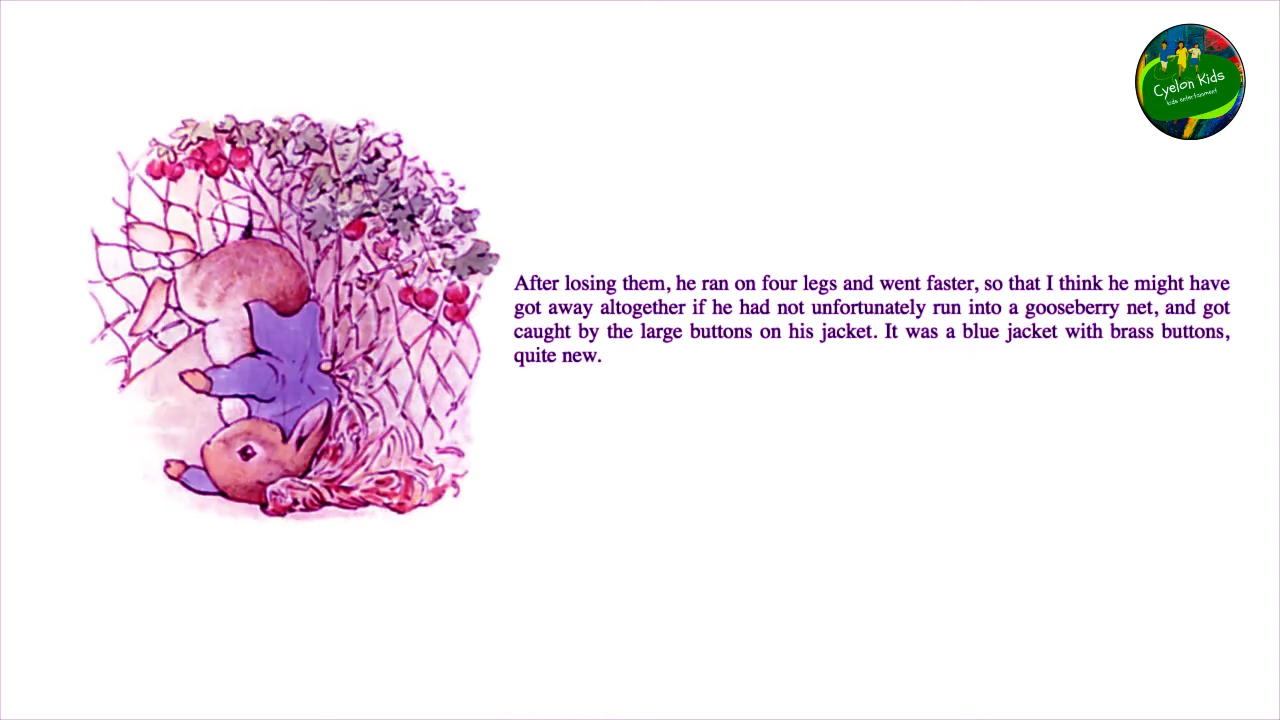 Cyelon Kids
kids entertainment
After losing them, he ran on four legs and went faster, so that I think he might have
got away altogether if he had not unfortunately run into a gooseberry net, and got
caught by the large buttons on his jacket. It was a blue jacket with brass buttons,
quite new.